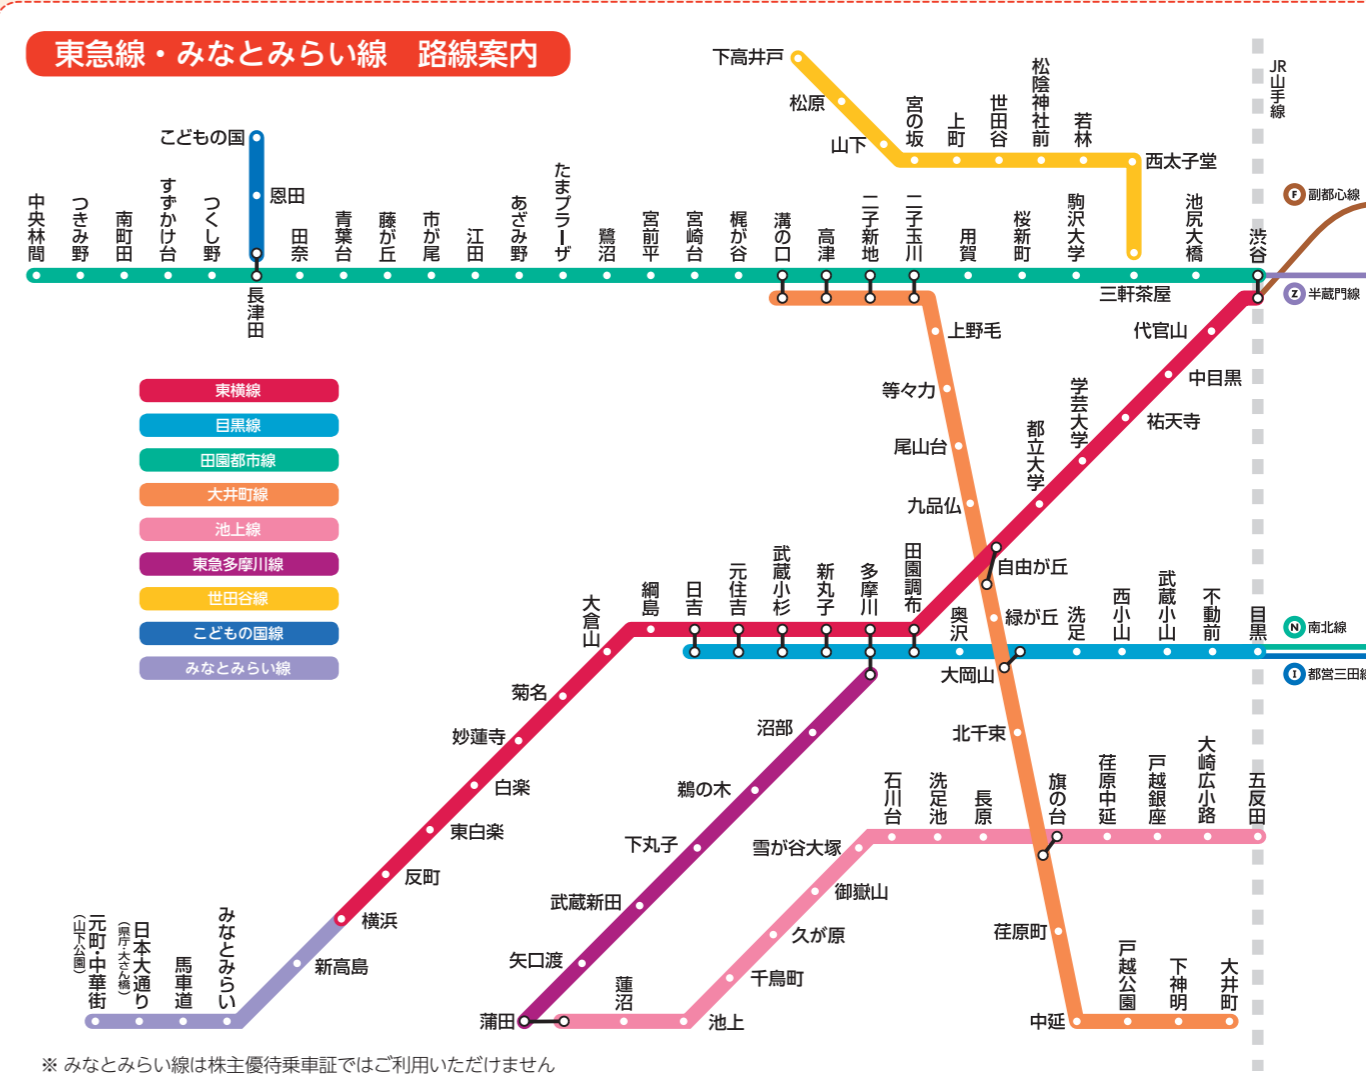 東急線・みなとみらい線　路線案内
下高井戸
松原
山下
宮の坂
上町
世田谷
松陰神社前
若林
西太子堂
JR山手線
こどもの国
恩田
中央林間
つきみ野
南町田
すずかけ台
つくし野
長津田
田奈
青葉台
藤が丘
市が尾
江田
あざみ野
たまプラーザ
鷺沼
宮前平
宮崎台
梶が谷
溝の口
高津
二子新地
二子玉川
用賀
桜新町
駒沢大学
三軒茶屋
池尻大橋
渋谷
F 副都心線
Z 半蔵門線
東横線
目黒線
田園都市線
大井町線
池上線
東急多摩川線
世田谷線
こどもの国線
みなとみらい線
上野毛
等々力
尾山台
九品仏
自由が丘
緑が丘
大岡山
北千束
旗の台
荏原町
中延
戸越公園
下神明
大井町
代官山
中目黒
祐天寺
学芸大学
都立大学
田園調布
多摩川
新丸子
武蔵小杉
元住吉
日吉
綱島
大倉山
菊名
妙蓮寺
白楽
東白楽
反町
横浜
新高島
みなとみらい
馬車道
日本大通り
（県庁・大さん橋）
元町・中華街
（山下公園）
奥沢
洗足
西小山
武蔵小山
不動前
目黒
N 南北線
I 都営三田線
沼部
鵜の木
下丸子
武蔵新田
矢口渡
蒲田
蓮沼
池上
千鳥町
久が原
御嶽山
雪が谷大塚
石川台
洗足池
長原
荏原中延
戸越銀座
大崎広小路
五反田
※ みなとみらい線は株主優待乗車証ではご利用いただけません